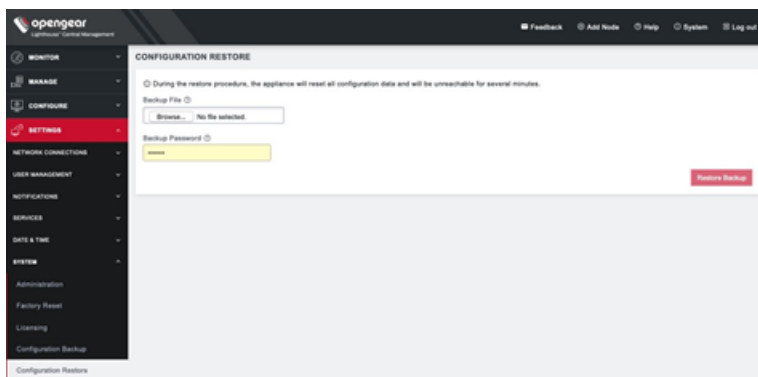 opengear
Lighthouse™ Central Management
Feedback
Add Node
Help
System
Log out
MONITOR
MANAGE
CONFIGURE
SETTINGS
NETWORK CONNECTIONS
USER MANAGEMENT
NOTIFICATIONS
SERVICES
DATE & TIME
SYSTEM
Administration
Factory Reset
Licensing
Configuration Backup
Configuration Restore
CONFIGURATION RESTORE
During the restore procedure, the appliance will reset all configuration data and will be unreachable for several minutes.
Backup File
Browse... No file selected.
Backup Password
Restore Backup